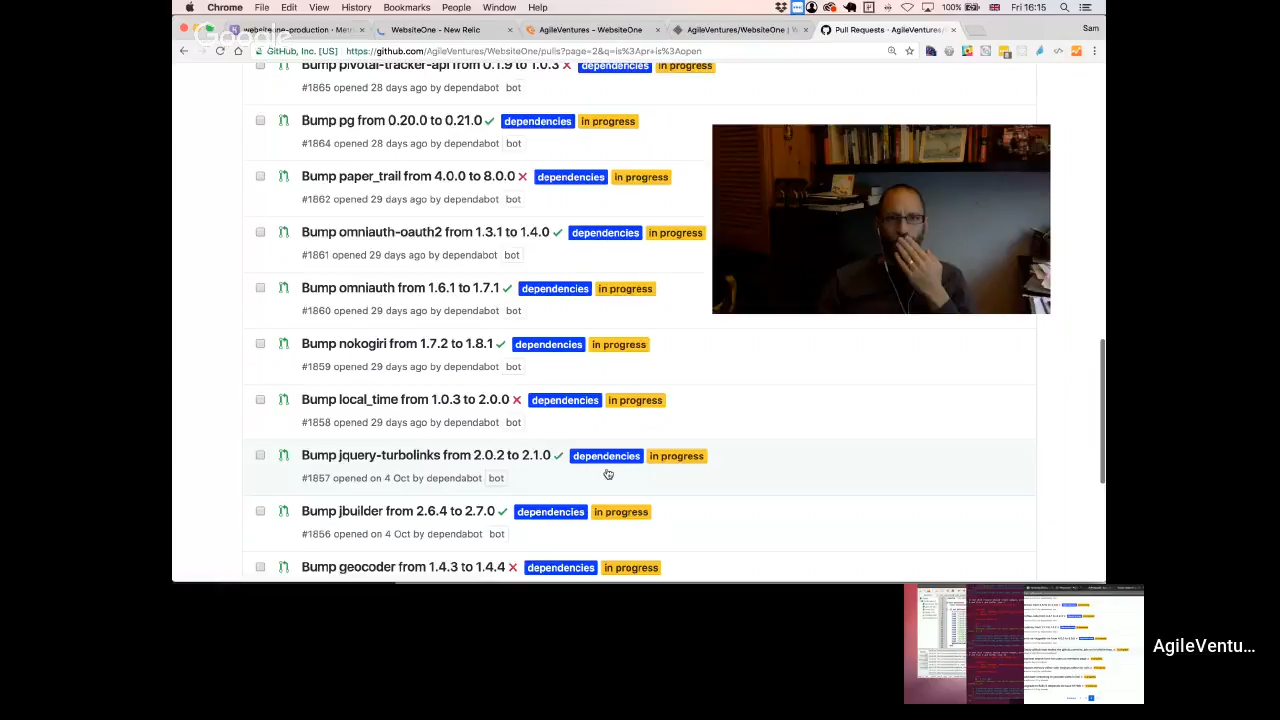 Chrome File Edit View History Bookmarks People Window Help 100% Fri 16:15
WebsiteOne - New Relic AgileVentures - WebsiteOne AgileVentures/WebsiteOne | W Pull Requests · AgileVentures/ Sam
GitHub, Inc. [US] https://github.com/AgileVentures/WebsiteOne/pulls?page=2&q=is%3Apr+is%3Aopen
dependencies in progress
#1865 opened 28 days ago by dependabot bot
Bump pg from 0.20.0 to 0.21.0 dependencies in progress
#1864 opened 28 days ago by dependabot bot
Bump paper_trail from 4.0.0 to 8.0.0 dependencies in progress
#1862 opened 29 days ago by dependabot bot
Bump omniauth-oauth2 from 1.3.1 to 1.4.0 dependencies in progress
#1861 opened 29 days ago by dependabot bot
Bump omniauth from 1.6.1 to 1.7.1 dependencies in progress
#1860 opened 29 days ago by dependabot bot
Bump nokogiri from 1.7.2 to 1.8.1 dependencies in progress
#1859 opened 29 days ago by dependabot bot
Bump local_time from 1.0.3 to 2.0.0 dependencies in progress
#1858 opened 29 days ago by dependabot bot
Bump jquery-turbolinks from 2.0.2 to 2.1.0 dependencies in progress
#1857 opened on 4 Oct by dependabot bot
Bump jbuilder from 2.6.4 to 2.7.0 dependencies in progress
#1856 opened on 4 Oct by dependabot bot
Bump geocoder from 1.4.3 to 1.4.4 dependencies in progress
AgileVentu...